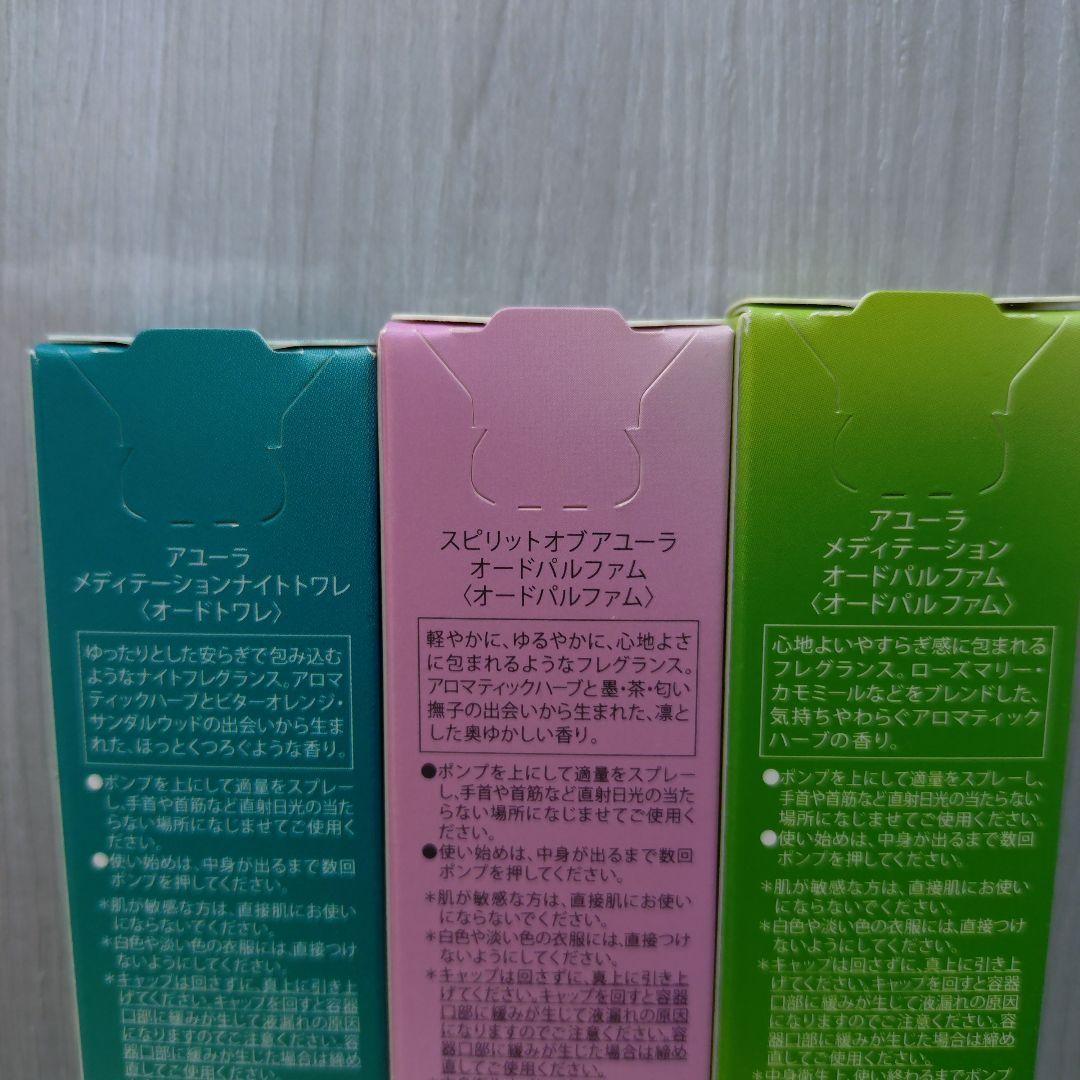 アユーラ
メディテーションナイトトワレ
〈オードトワレ〉
ゆったりとした安らぎで包み込む
ようなナイトフレグランス。アロマ
ティックハーブとビターオレンジ・
サンダルウッドの出会いから生ま
れた、ほっとくつろぐような香り。
●ポンプを上にして適量をスプレー
し、手首や首筋など直射日光の当た
らない場所になじませてご使用く
ださい。
●使い始めは、中身が出るまで数回
ポンプを押してください。
＊肌が敏感な方は、直接肌にお使い
にならないでください。
＊白色や淡い色の衣服には、直接つけ
ないようにしてください。
＊キャップは回さずに、真上に引き上
げてください。キャップを回すと容器
口部に緩みが生じて液漏れの原因
になりますのでご注意ください。容
器口部に緩みが生じた場合は締め
直してご使用ください。
スピリットオブアユーラ
オードパルファム
〈オードパルファム〉
軽やかに、ゆるやかに、心地よさ
に包まれるようなフレグランス。
アロマティックハーブと墨・茶・匂い
撫子の出会いから生まれた、凛と
した奥ゆかしい香り。
●ポンプを上にして適量をスプレー
し、手首や首筋など直射日光の当た
らない場所になじませてご使用く
ださい。
●使い始めは、中身が出るまで数回
ポンプを押してください。
＊肌が敏感な方は、直接肌にお使い
にならないでください。
＊白色や淡い色の衣服には、直接つけ
ないようにしてください。
＊キャップは回さずに、真上に引き上
げてください。キャップを回すと容器
口部に緩みが生じて液漏れの原因
になりますのでご注意ください。容
器口部に緩みが生じた場合は締め
直してご使用ください。
アユーラ
メディテーション
オードパルファム
〈オードパルファム〉
心地よいやすらぎ感に包まれる
フレグランス。ローズマリー・
カモミールなどをブレンドした、
気持ちやわらぐアロマティック
ハーブの香り。
●ポンプを上にして適量をスプレーし、
手首や首筋など直射日光の当たらない
場所になじませてご使用ください。
●使い始めは、中身が出るまで数回
ポンプを押してください。
＊肌が敏感な方は、直接肌にお使い
にならないでください。
＊白色や淡い色の衣服には、直接つけ
ないようにしてください。
＊キャップは回さずに、真上に引き上
げてください。キャップを回すと容器
口部に緩みが生じて液漏れの原因
になりますのでご注意ください。容
器口部に緩みが生じた場合は締め
直してご使用ください。
＊中身衛生上、使い終わるまでポンプ